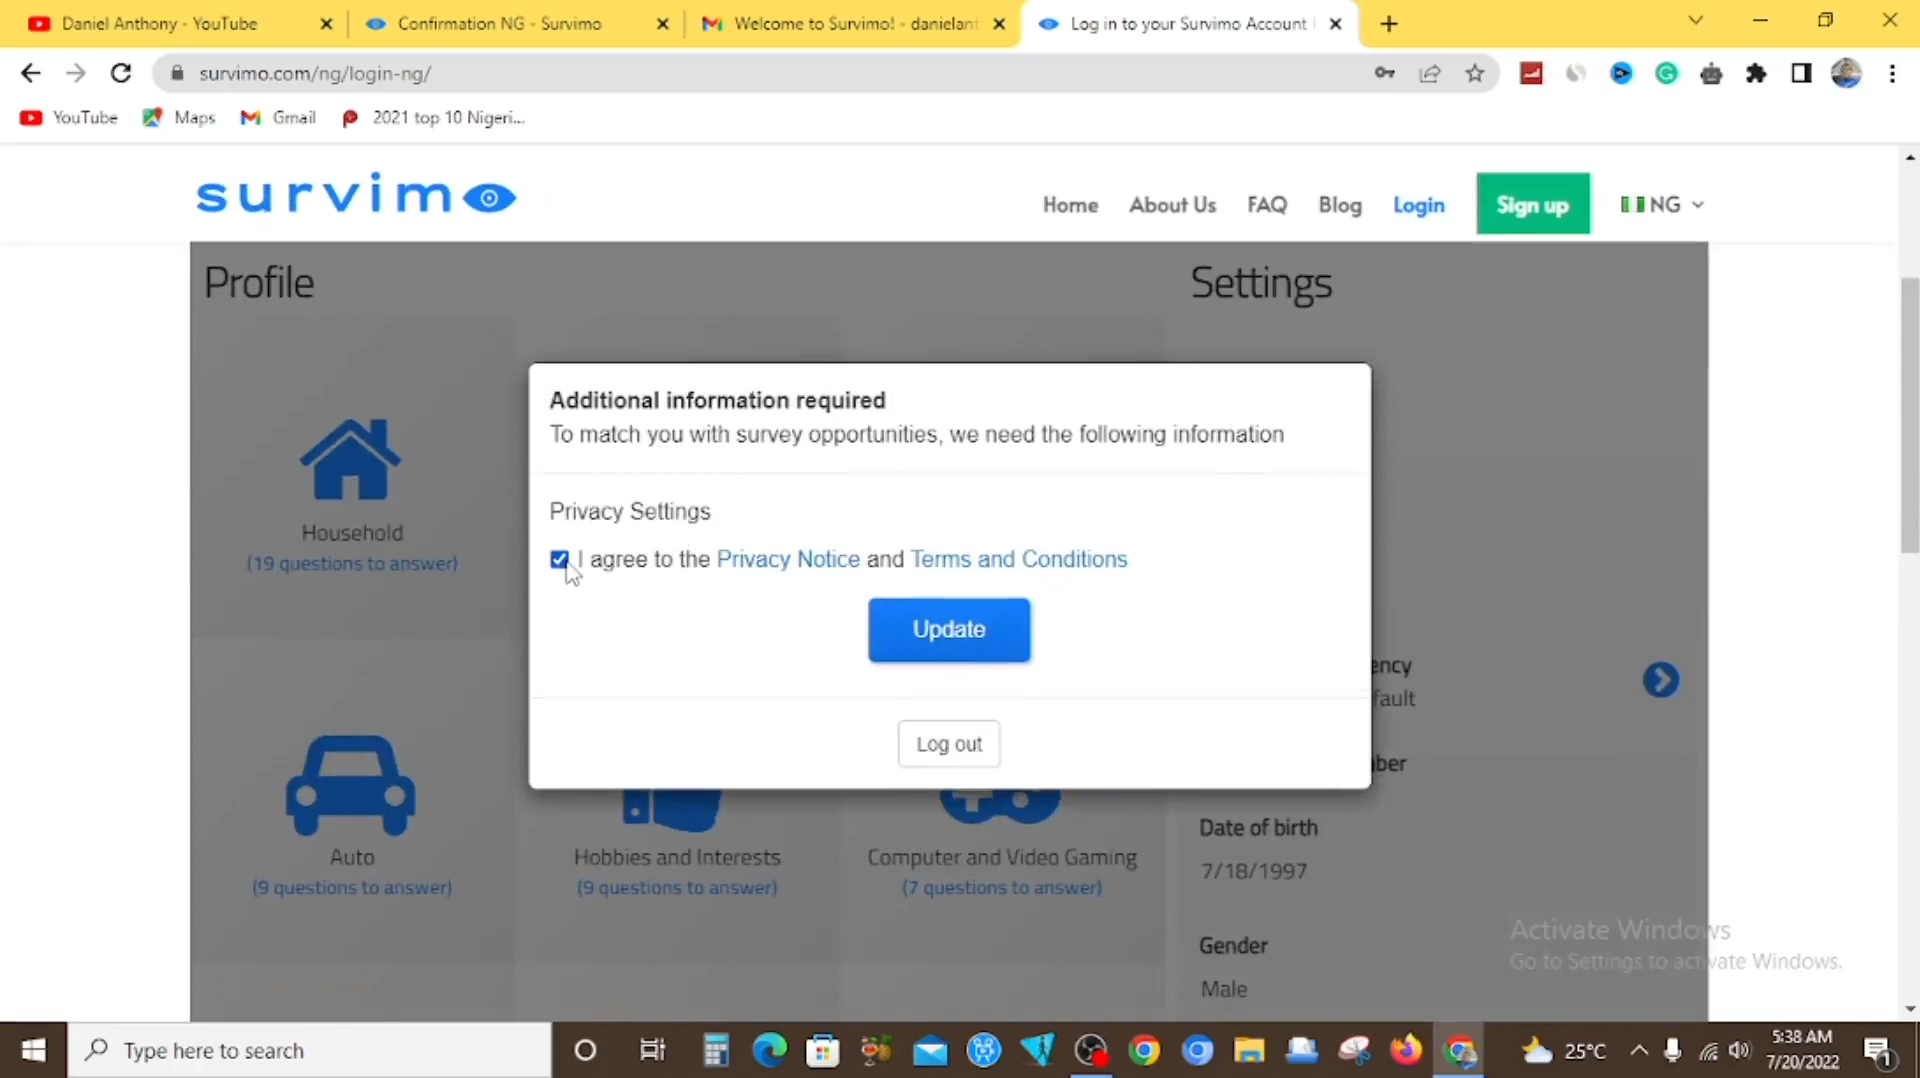 Daniel Anthony - YouTube
Confirmation NG - Survimo
Welcome to Survimo! - danielant
Log in to your Survimo Account
survimo.com/ng/login-ng/
YouTube
Maps
Gmail
2021 top 10 Nigeri...
survimo
Home
About Us
FAQ
Blog
Login
Sign up
NG
Profile
Settings
Additional information required
To match you with survey opportunities, we need the following information
Privacy Settings
I agree to the Privacy Notice and Terms and Conditions
Update
Log out
Household
(19 questions to answer)
ency
fault
ber
Auto
(9 questions to answer)
Hobbies and Interests
(9 questions to answer)
Computer and Video Gaming
(7 questions to answer)
Date of birth
7/18/1997
Gender
Male
Activate Windows
Go to Settings to activate Windows.
Type here to search
25°C
5:38 AM
7/20/2022
1